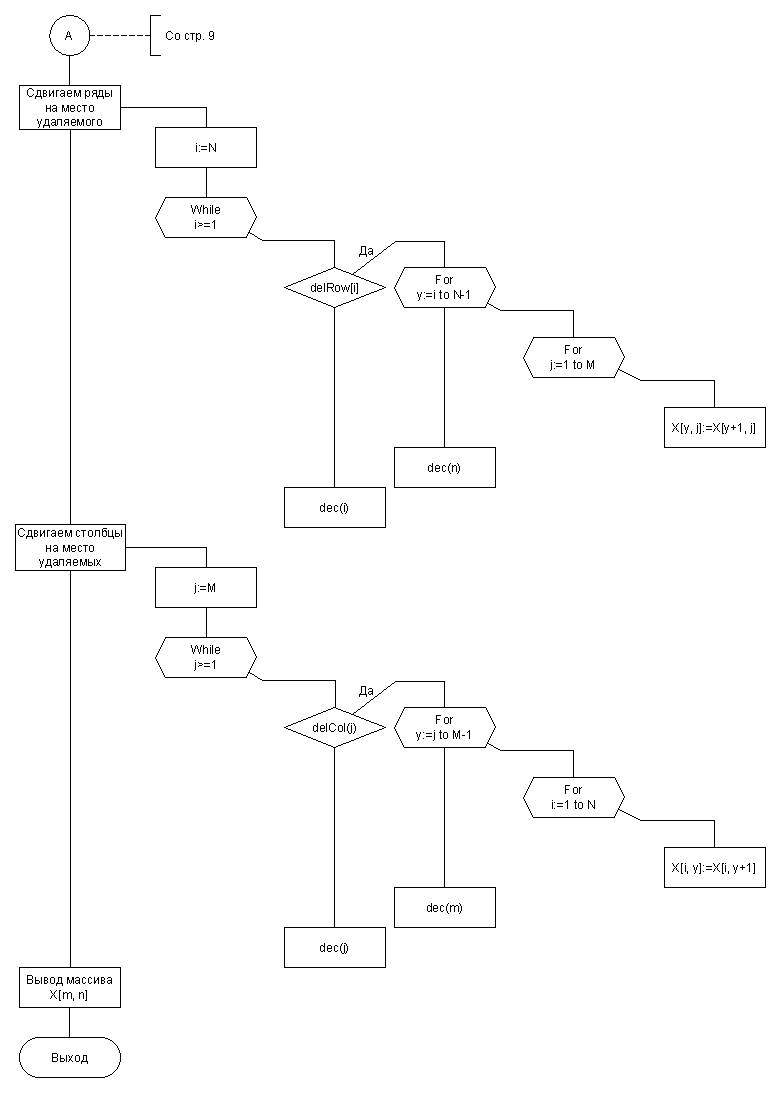 А
Со стр. 9
Сдвигаем ряды
на место
удаляемого
i:=N
While
i>=1
Да
delRow[i]
For
y:=i to N-1
For
j:=1 to M
X[y, j]:=X[y+1, j]
dec(n)
dec(i)
Сдвигаем столбцы
на место
удаляемых
j:=M
While
j>=1
Да
delCol(j)
For
y:=j to M-1
For
i:=1 to N
X[i, y]:=X[i, y+1]
dec(m)
dec(j)
Вывод массива
X[m, n]
Выход